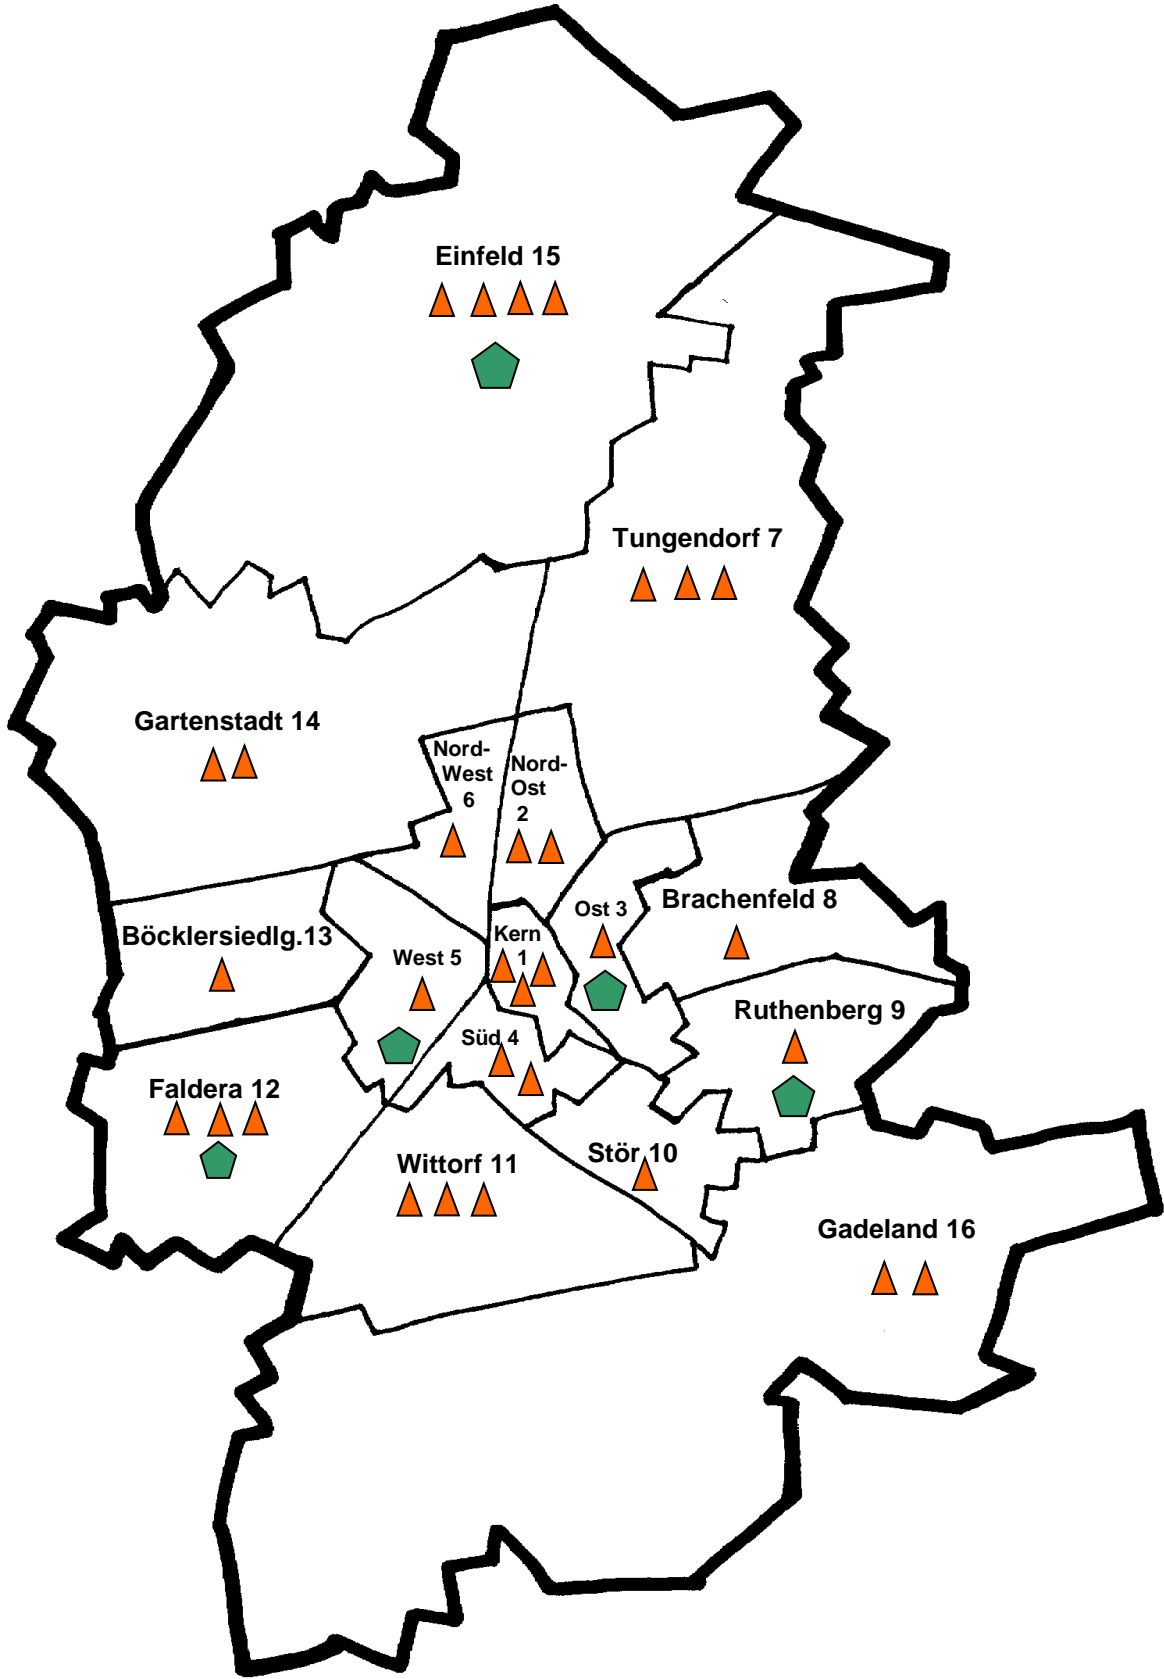 Einfeld 15
Tungendorf 7
Gartenstadt 14
Nord-
West
6
Nord-
Ost
2
Brachenfeld 8
Ost 3
Böcklersiedlg.13
Kern
1
West 5
Ruthenberg 9
Süd 4
Faldera 12
Stör 10
Wittorf 11
Gadeland 16